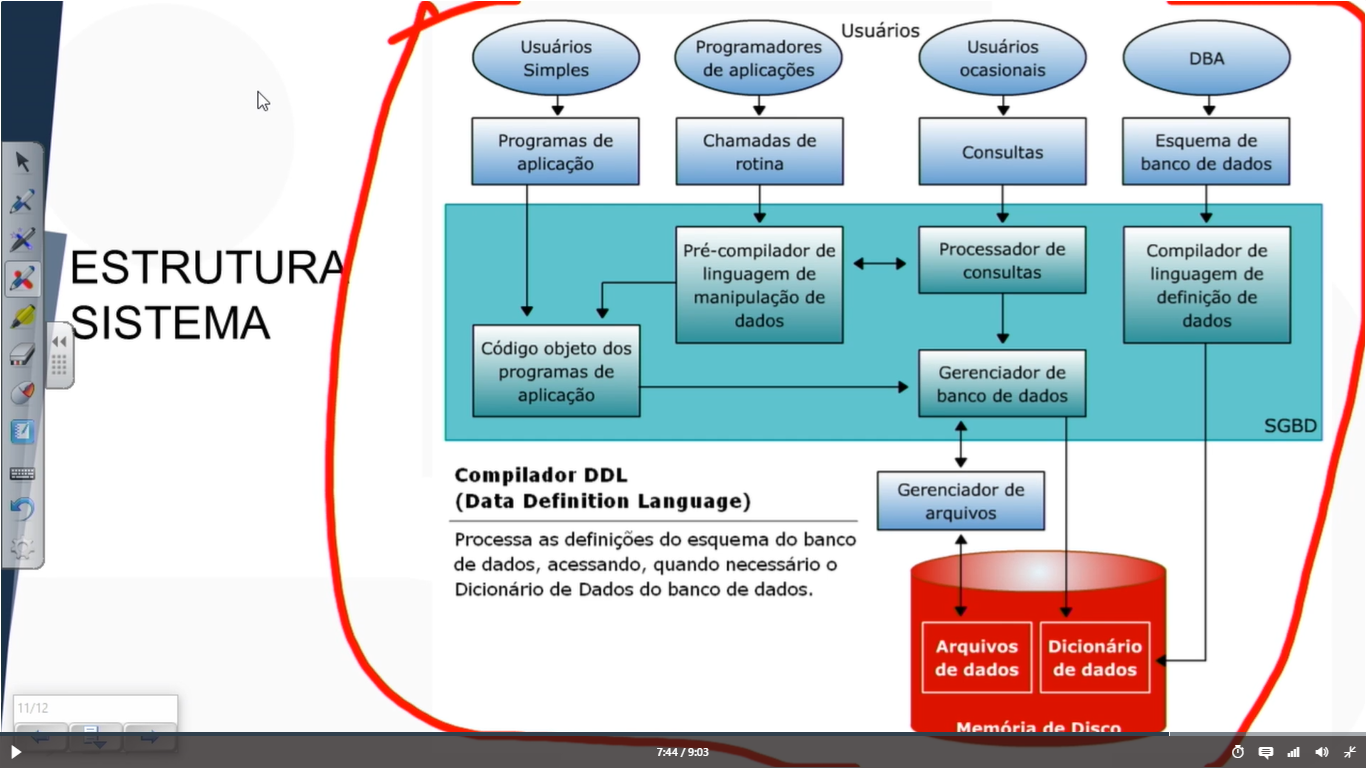 ESTRUTURA
SISTEMA
Usuários
Usuários
Simples
Programadores
de aplicações
Usuários
ocasionais
DBA
Programas de
aplicação
Chamadas de
rotina
Consultas
Esquema de
banco de dados
Pré-compilador de
linguagem de
manipulação de
dados
Processador de
consultas
Compilador de
linguagem de
definição de
dados
Código objeto dos
programas de
aplicação
Gerenciador de
banco de dados
SGBD
Compilador DDL
(Data Definition Language)
Processa as definições do esquema do banco
de dados, acessando, quando necessário o
Dicionário de Dados do banco de dados.
Gerenciador de
arquivos
Arquivos
de dados
Dicionário
de dados
Memória de Disco
11/12
7:44 / 9:03